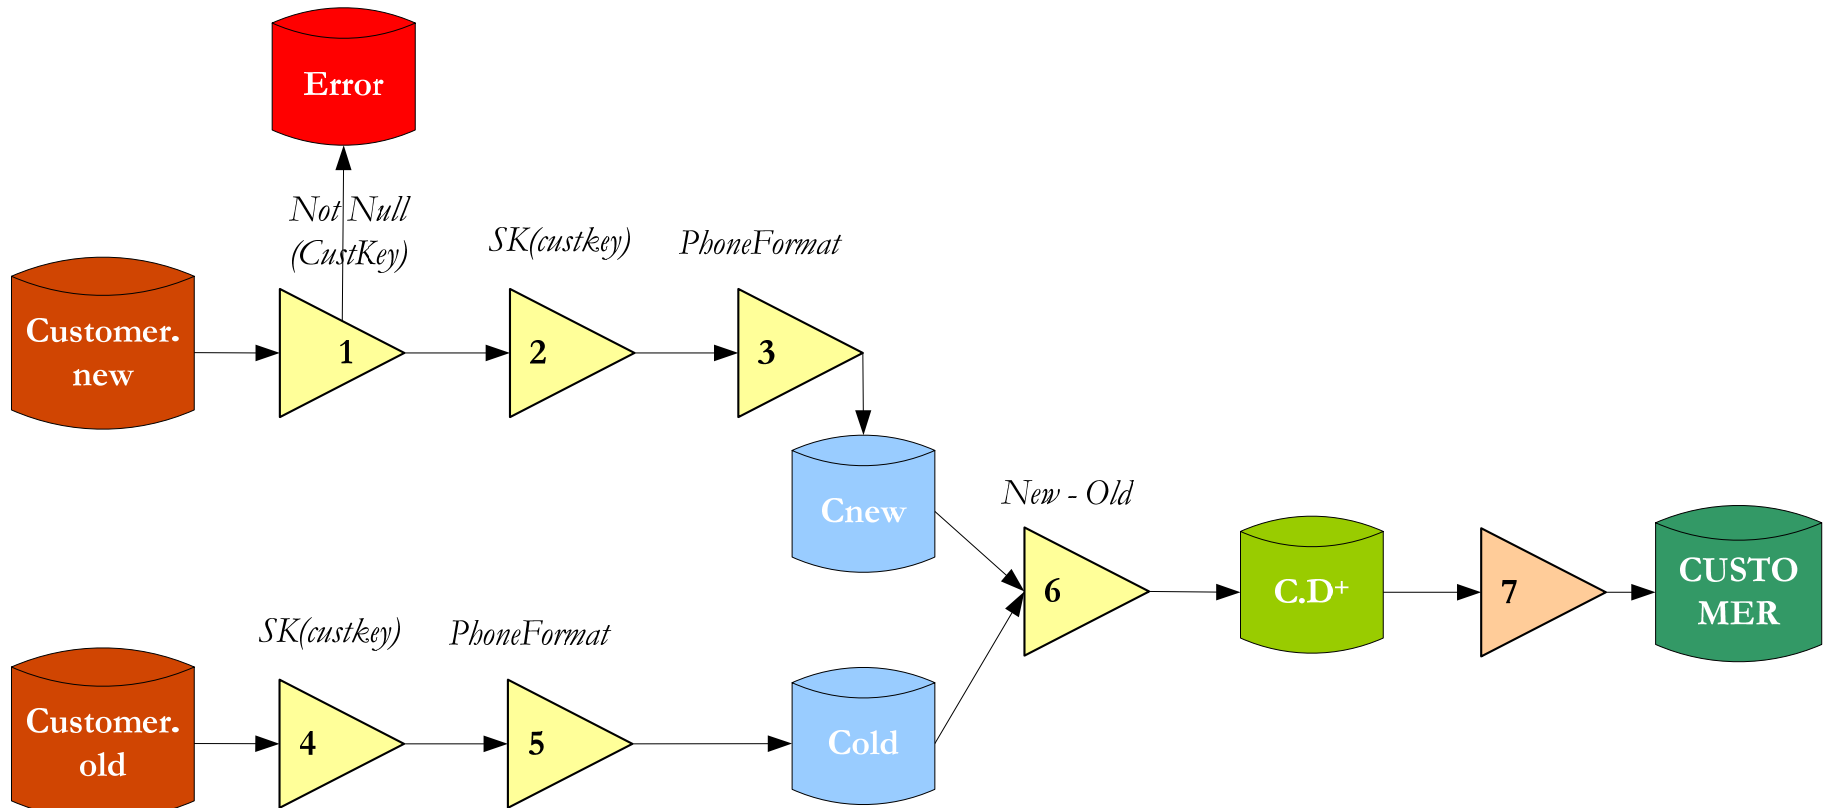 Error
Not Null
(CustKey)
SK(custkey)
PhoneFormat
Customer.
new
1
2
3
Cnew
New - Old
6
C.D+
7
CUSTO
MER
SK(custkey)
PhoneFormat
Customer.
old
4
5
Cold